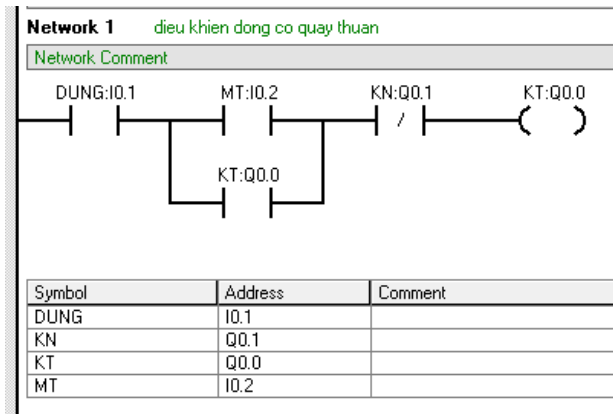 Network 1 dieu khien dong co quay thuan
Network Comment
DUNG:I0.1 MT:I0.2 KN:Q0.1 KT:Q0.0
/
KT:Q0.0
Symbol Address Comment
DUNG I0.1
KN Q0.1
KT Q0.0
MT I0.2